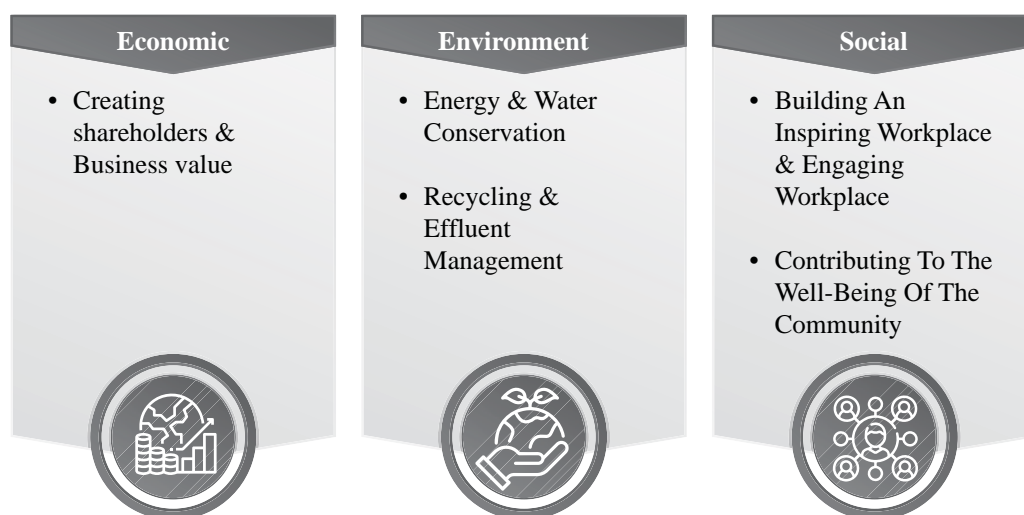 Economic
• Creating
shareholders &
Business value
Environment
• Energy & Water
Conservation
• Recycling &
Effluent
Management
Social
• Building An
Inspiring Workplace
& Engaging
Workplace
• Contributing To The
Well-Being Of The
Community